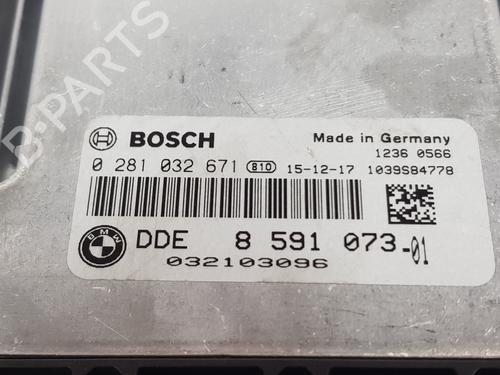 B-PARTS
BOSCH
Made in Germany
1236 0566
0 281 032 671 810 15-12-17 1039S84778
BMW
DDE 8 591 073-01
032103096